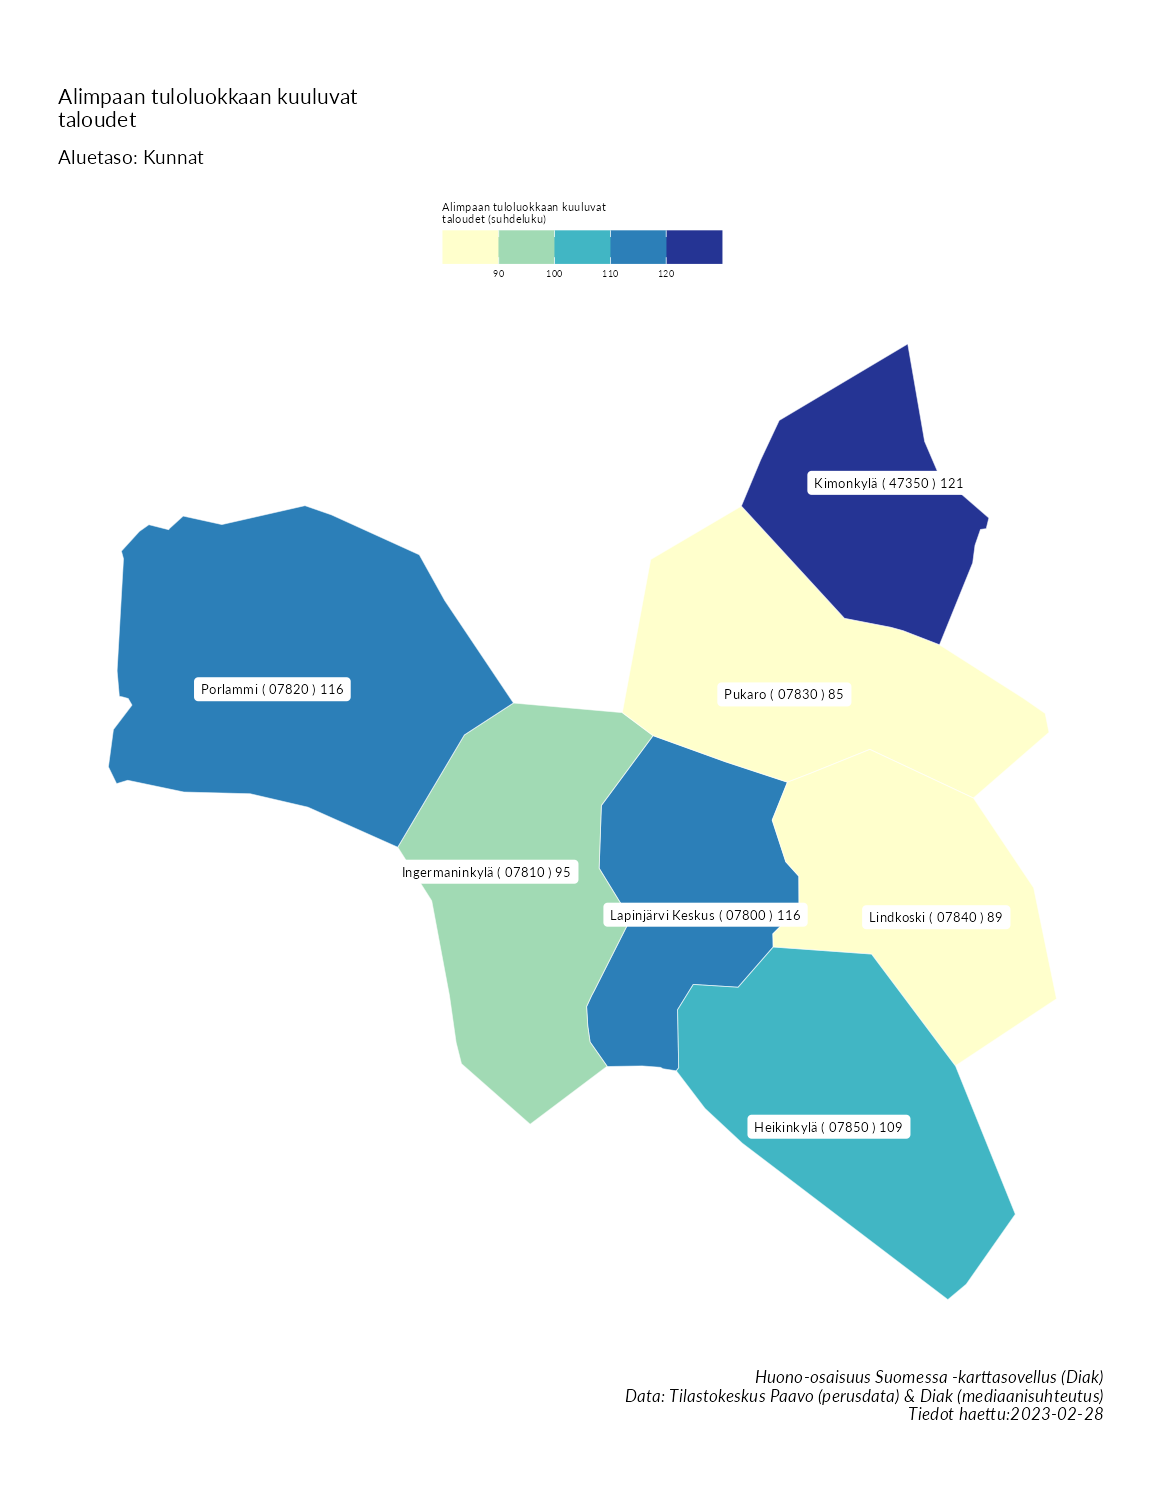 Alimpaan tuloluokkaan kuuluvat
taloudet
Aluetaso: Kunnat
Alimpaan tuloluokkaan kuuluvat
taloudet (suhdeluku)
90 100 110 120
Kimonkylä ( 47350 ) 121
Porlammi ( 07820 ) 116
Pukaro ( 07830 ) 85
Ingermaninkylä ( 07810 ) 95
Lapinjärvi Keskus ( 07800 ) 116
Lindkoski ( 07840 ) 89
Heikinkylä ( 07850 ) 109
Huono-osaisuus Suomessa -karttasovellus (Diak)
Data: Tilastokeskus Paavo (perusdata) & Diak (mediaanisuhteutus)
Tiedot haettu:2023-02-28